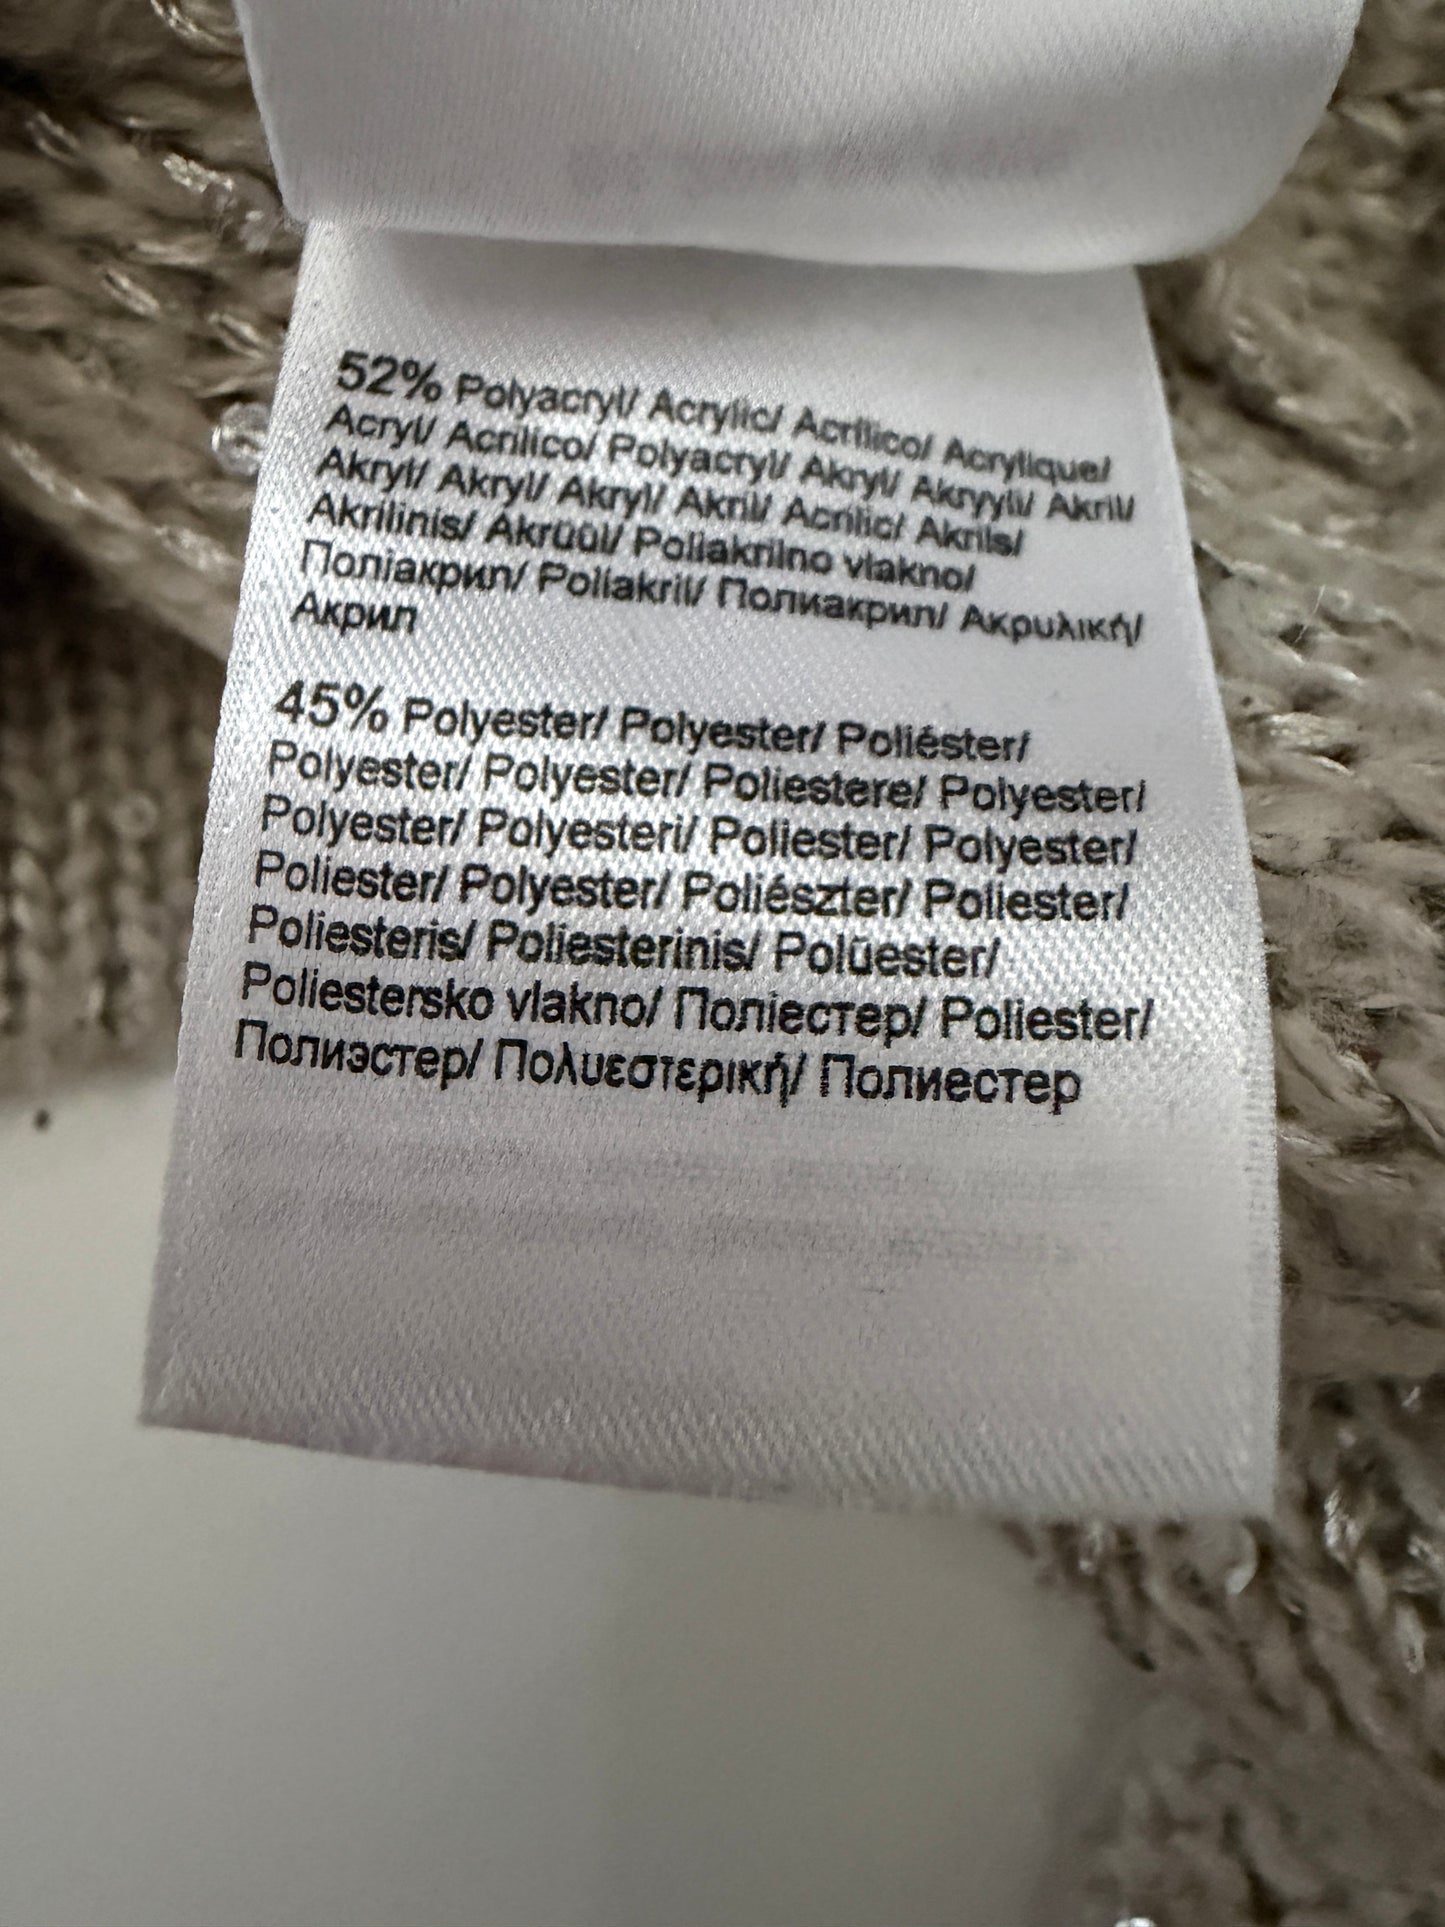 52% Polyacryl/ Acrylic/ Acrílico/ Acrylique/
Acryl/ Acrilico/ Polyacryl/ Akryl/ Akryyli/ Akril/
Akryl/ Akryl/ Akryl/ Akril/ Acrilic/ Akrils/
Akrilinis/ Akrüül/ Poliakrilno vlakno/
Поліакрил/ Poliakril/ Полиакрил/ Ακρυλική/
Акрил
45% Polyester/ Polyester/ Poliéster/
Polyester/ Polyester/ Poliestere/ Polyester/
Polyester/ Polyesteri/ Poliester/ Polyester/
Poliester/ Polyester/ Poliészter/ Poliester/
Poliesteris/ Poliesterinis/ Polüester/
Poliestersko vlakno/ Поліестер/ Poliester/
Полиэстер/ Πολυεστερική/ Полиестер